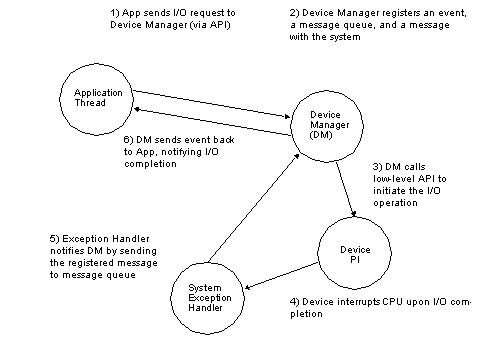 1) App sends I/O request to
Device Manager (via API)
2) Device Manager registers an event,
a message queue, and a message
with the system
Application
Thread
Device
Manager
(DM)
6) DM sends event back
to App, notifying I/O
completion
3) DM calls
low-level API to
initiate the I/O
operation
5) Exception Handler
notifies DM by sending
the registered message
to message queue
Device
PI
System
Exception
Handler
4) Device interrupts CPU upon I/O com-
pletion